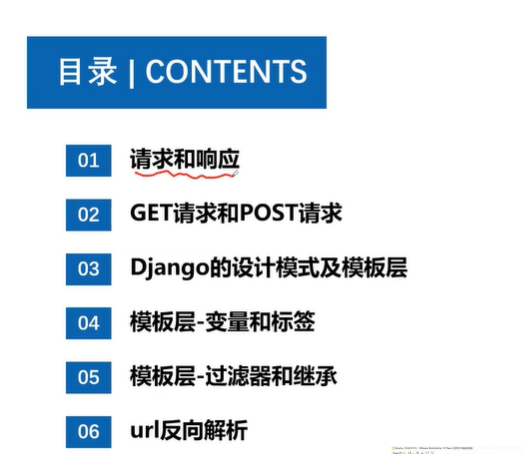 目录 | CONTENTS
01 请求和响应
02 GET请求和POST请求
03 Django的设计模式及模板层
04 模板层-变量和标签
05 模板层-过滤器和继承
06 url反向解析